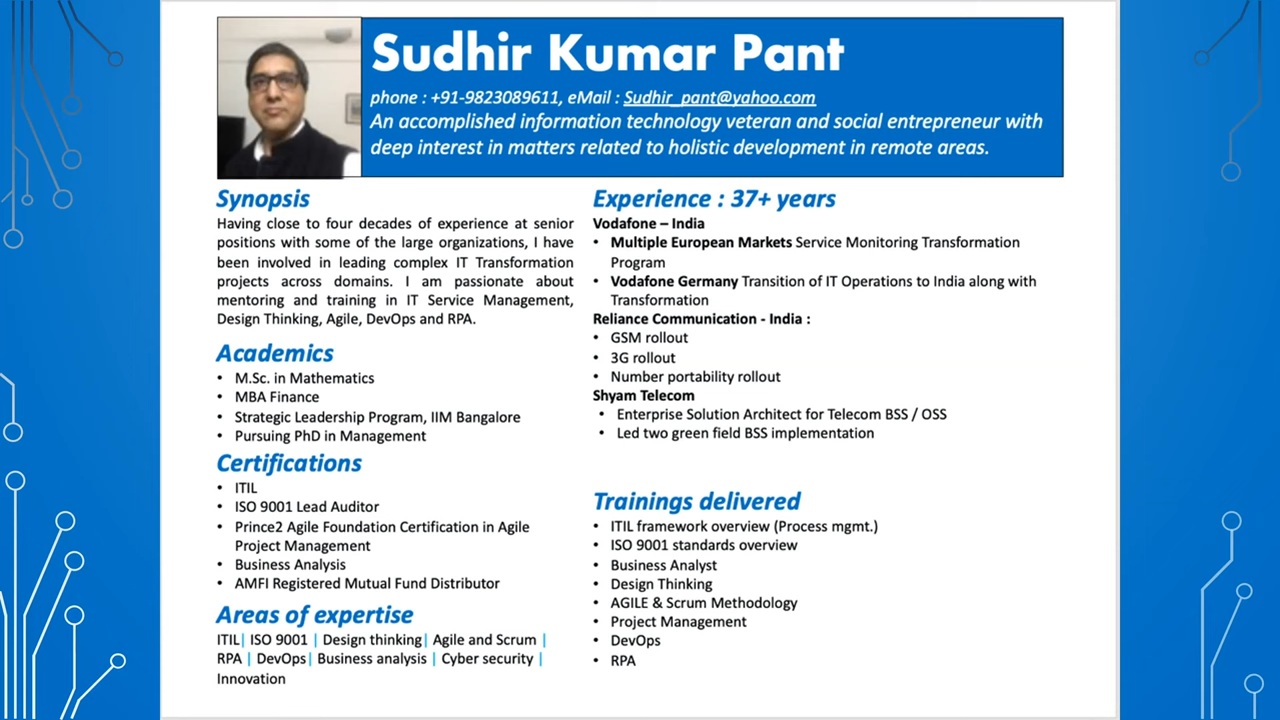 Sudhir Kumar Pant
phone : +91-9823089611, eMail : Sudhir_pant@yahoo.com
An accomplished information technology veteran and social entrepreneur with
deep interest in matters related to holistic development in remote areas.
Synopsis
Having close to four decades of experience at senior
positions with some of the large organizations, I have
been involved in leading complex IT Transformation
projects across domains. I am passionate about
mentoring and training in IT Service Management,
Design Thinking, Agile, DevOps and RPA.
Academics
• M.Sc. in Mathematics
• MBA Finance
• Strategic Leadership Program, IIM Bangalore
• Pursuing PhD in Management
Certifications
• ITIL
• ISO 9001 Lead Auditor
• Prince2 Agile Foundation Certification in Agile
Project Management
• Business Analysis
• AMFI Registered Mutual Fund Distributor
Areas of expertise
ITIL| ISO 9001 | Design thinking| Agile and Scrum |
RPA | DevOps| Business analysis | Cyber security |
Innovation
Experience : 37+ years
Vodafone – India
• Multiple European Markets Service Monitoring Transformation
Program
• Vodafone Germany Transition of IT Operations to India along with
Transformation
Reliance Communication - India :
• GSM rollout
• 3G rollout
• Number portability rollout
Shyam Telecom
• Enterprise Solution Architect for Telecom BSS / OSS
• Led two green field BSS implementation
Trainings delivered
• ITIL framework overview (Process mgmt.)
• ISO 9001 standards overview
• Business Analyst
• Design Thinking
• AGILE & Scrum Methodology
• Project Management
• DevOps
• RPA